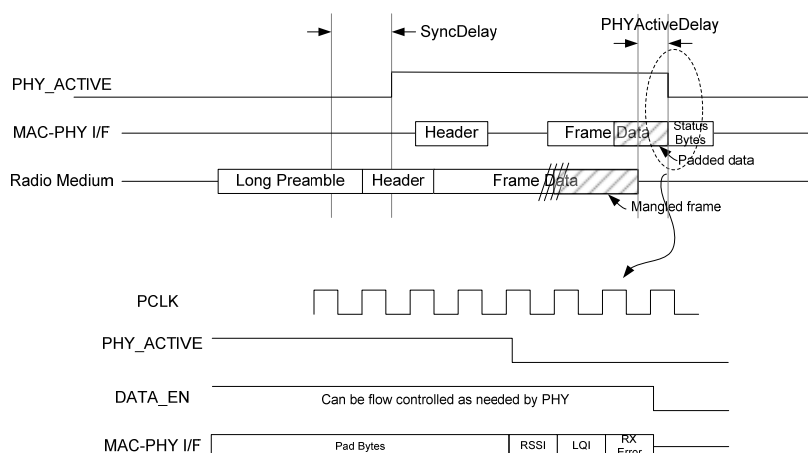 SyncDelay
PHYActiveDelay
PHY_ACTIVE
MAC-PHY I/F
Header
Frame Data
Status
Bytes
Padded data
Radio Medium
Long Preamble
Header
Frame Data
Mangled frame
PCLK
PHY_ACTIVE
DATA_EN
Can be flow controlled as needed by PHY
MAC-PHY I/F
Pad Bytes
RSSI
LQI
RX
Error